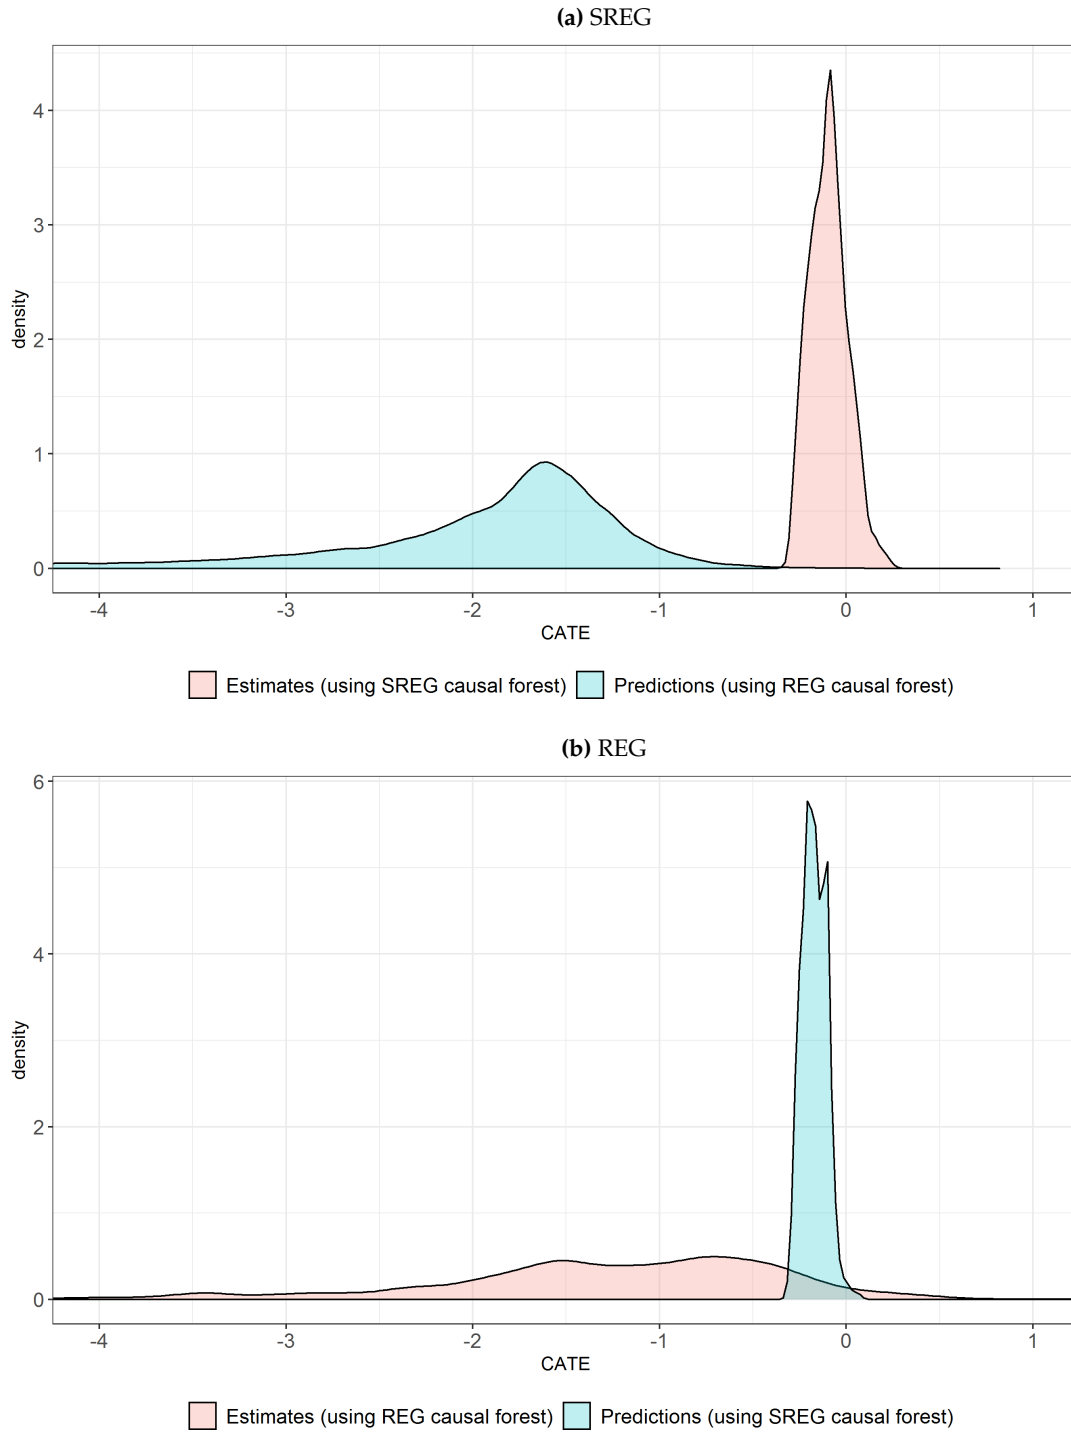 (a) SREG
4
3
2
1
0
density
-4 -3 -2 -1 0 1
CATE
Estimates (using SREG causal forest) Predictions (using REG causal forest)
(b) REG
6
4
2
0
density
-4 -3 -2 -1 0 1
CATE
Estimates (using REG causal forest) Predictions (using SREG causal forest)